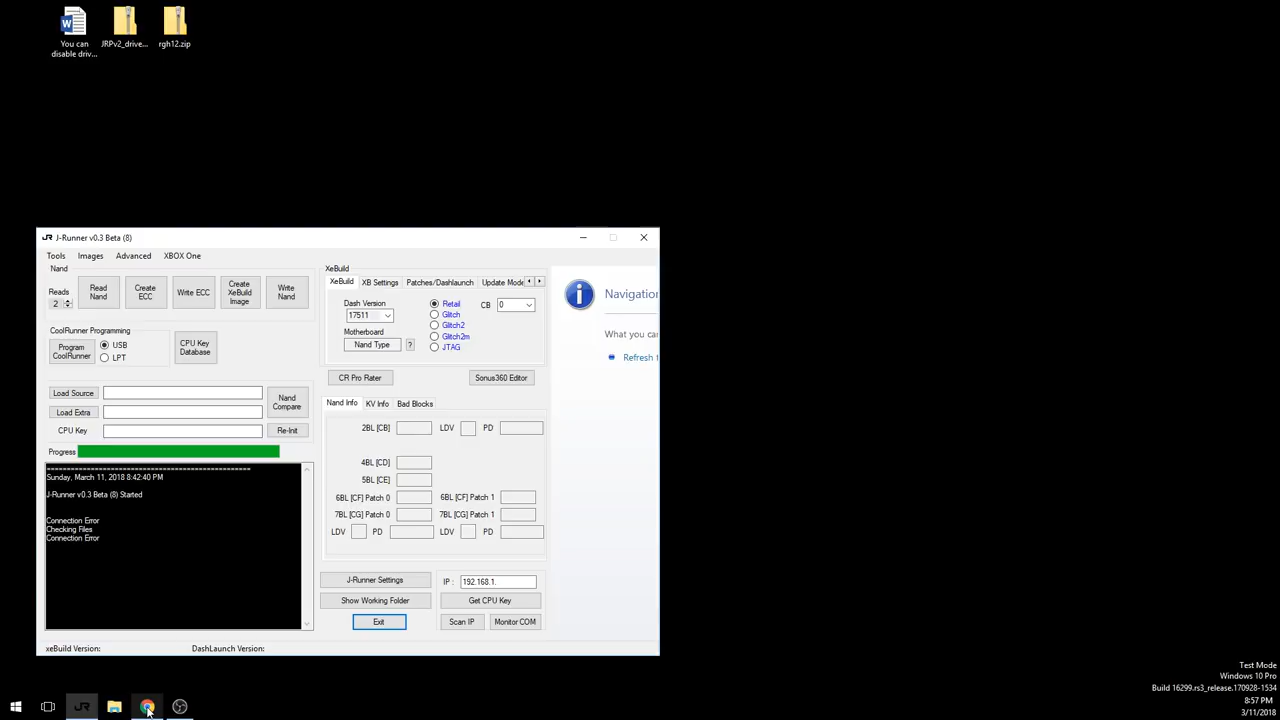 You can
disable driv...
JRPv2_drive...
rgh12.zip
JR J-Runner v0.3 Beta (8)
Tools Images Advanced XBOX One
Nand
Reads
2
Read
Nand
Create
ECC
Write ECC
Create
XeBuild
Image
Write
Nand
CoolRunner Programming
Program
CoolRunner
USB
LPT
CPU Key
Database
Load Source
Load Extra
CPU Key
Nand
Compare
Re-Init
Progress
==================================================
Sunday, March 11, 2018 8:42:40 PM
J-Runner v0.3 Beta (8) Started
Connection Error
Checking Files
Connection Error
XeBuild
XeBuild XB Settings Patches/Dashlaunch Update Mode
Dash Version
17511
Motherboard
Nand Type ?
Retail
Glitch
Glitch2
Glitch2m
JTAG
CB 0
CR Pro Rater Sonus360 Editor
Nand Info KV Info Bad Blocks
2BL [CB] LDV PD
4BL [CD]
5BL [CE]
6BL [CF] Patch 0 6BL [CF] Patch 1
7BL [CG] Patch 0 7BL [CG] Patch 1
LDV PD LDV PD
J-Runner Settings
Show Working Folder
Exit
IP : 192.168.1.
Get CPU Key
Scan IP Monitor COM
Navigation
What you can
Refresh t
xeBuild Version: DashLaunch Version:
JR
Test Mode
Windows 10 Pro
Build 16299.rs3_release.170928-1534
8:57 PM
3/11/2018